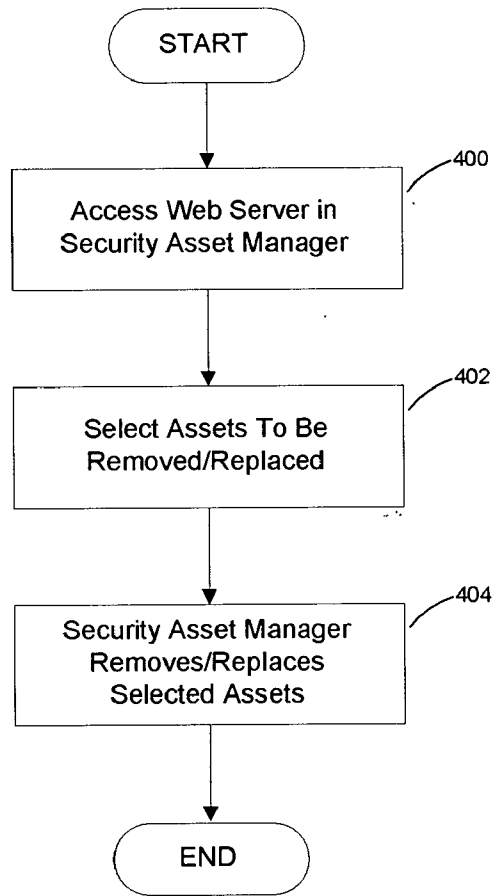 START
400
Access Web Server in
Security Asset Manager
402
Select Assets To Be
Removed/Replaced
404
Security Asset Manager
Removes/Replaces
Selected Assets
END